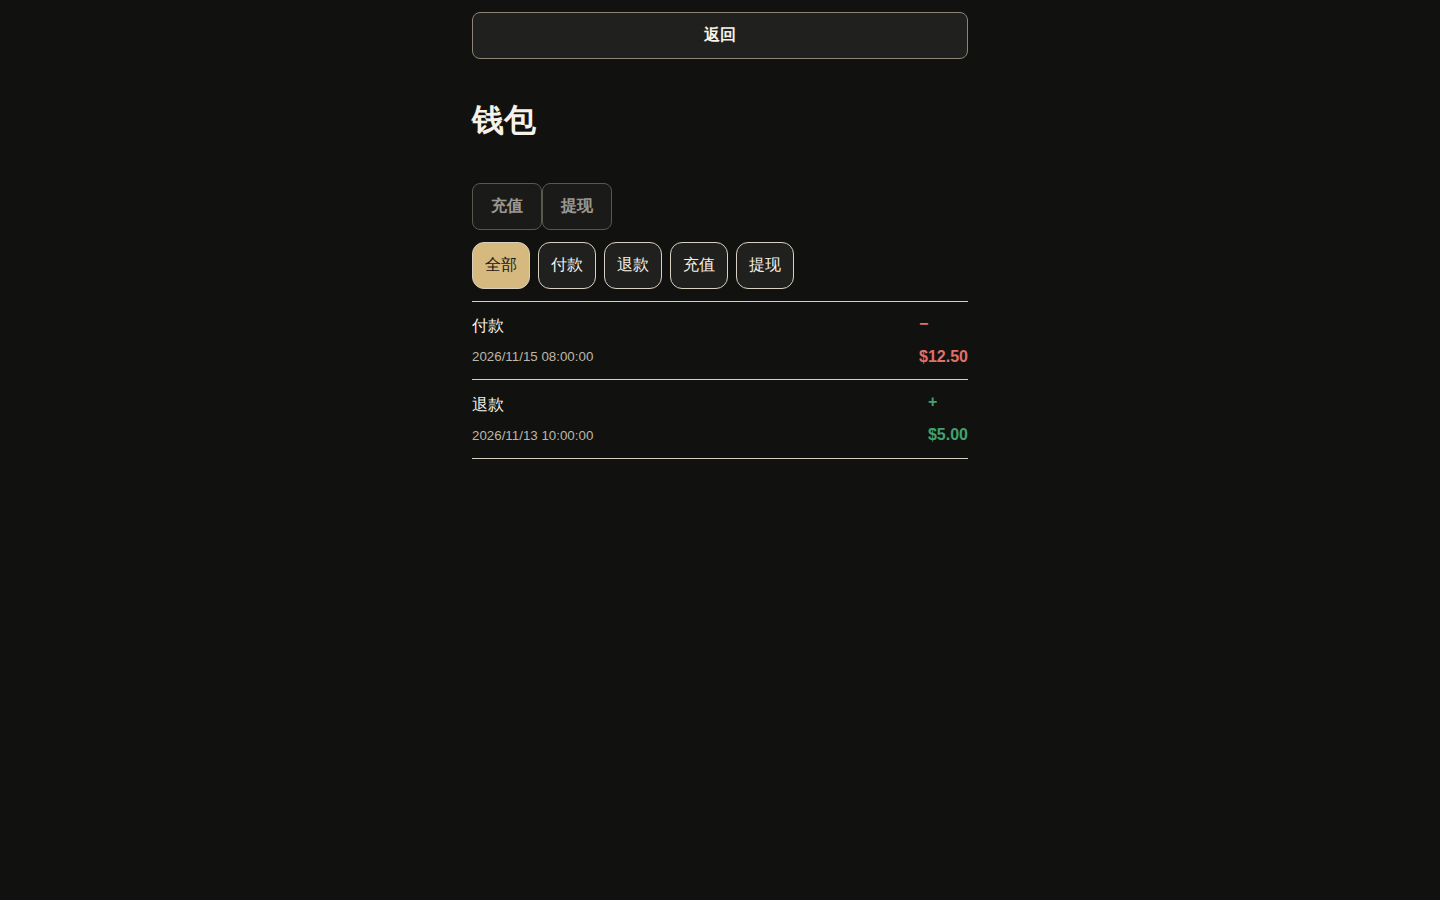 返回
钱包
充值 提现
全部 付款 退款 充值 提现
付款
−
2026/11/15 08:00:00
$12.50
退款
+
2026/11/13 10:00:00
$5.00